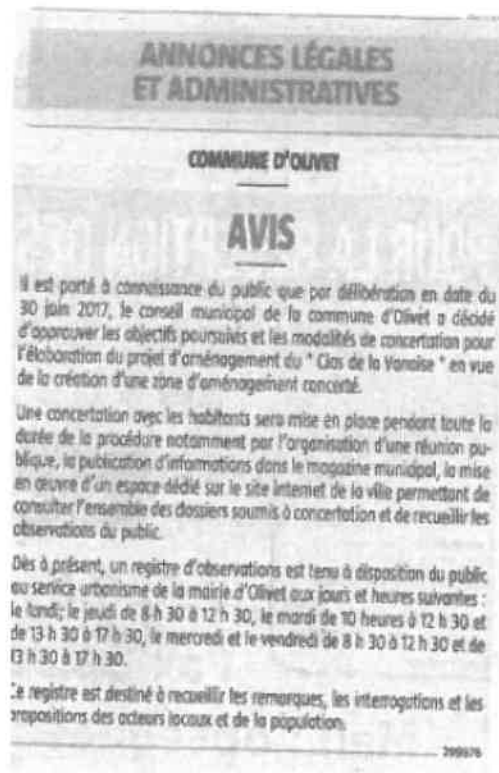 ANNONCES LÉGALES
ET ADMINISTRATIVES
COMMUNE D'OLIVET
AVIS
Il est porté à connaissance du public que par délibération en date du
30 juin 2017, le conseil municipal de la commune d'Olivet a décidé
d'approuver les objectifs poursuivis et les modalités de concertation pour
l'élaboration du projet d'aménagement du " Clos de la Vanoise " en vue
de la création d'une zone d'aménagement concerté.
Une concertation avec les habitants sera mise en place pendant toute la
durée de la procédure notamment par l'organisation d'une réunion pu-
blique, la publication d'informations dans le magazine municipal, la mise
en œuvre d'un espace dédié sur le site internet de la ville permettant de
consulter l'ensemble des dossiers soumis à concertation et de recueillir les
observations du public.
Dès à présent, un registre d'observations est tenu à disposition du public
au service urbanisme de la mairie d'Olivet aux jours et heures suivantes :
le lundi; le jeudi de 8 h 30 à 12 h 30, le mardi de 10 heures à 12 h 30 et
de 13 h 30 à 17 h 30, le mercredi et le vendredi de 8 h 30 à 12 h 30 et de
13 h 30 à 17 h 30.
Ce registre est destiné à recueillir les remarques, les interrogations et les
propositions des acteurs locaux et de la population.